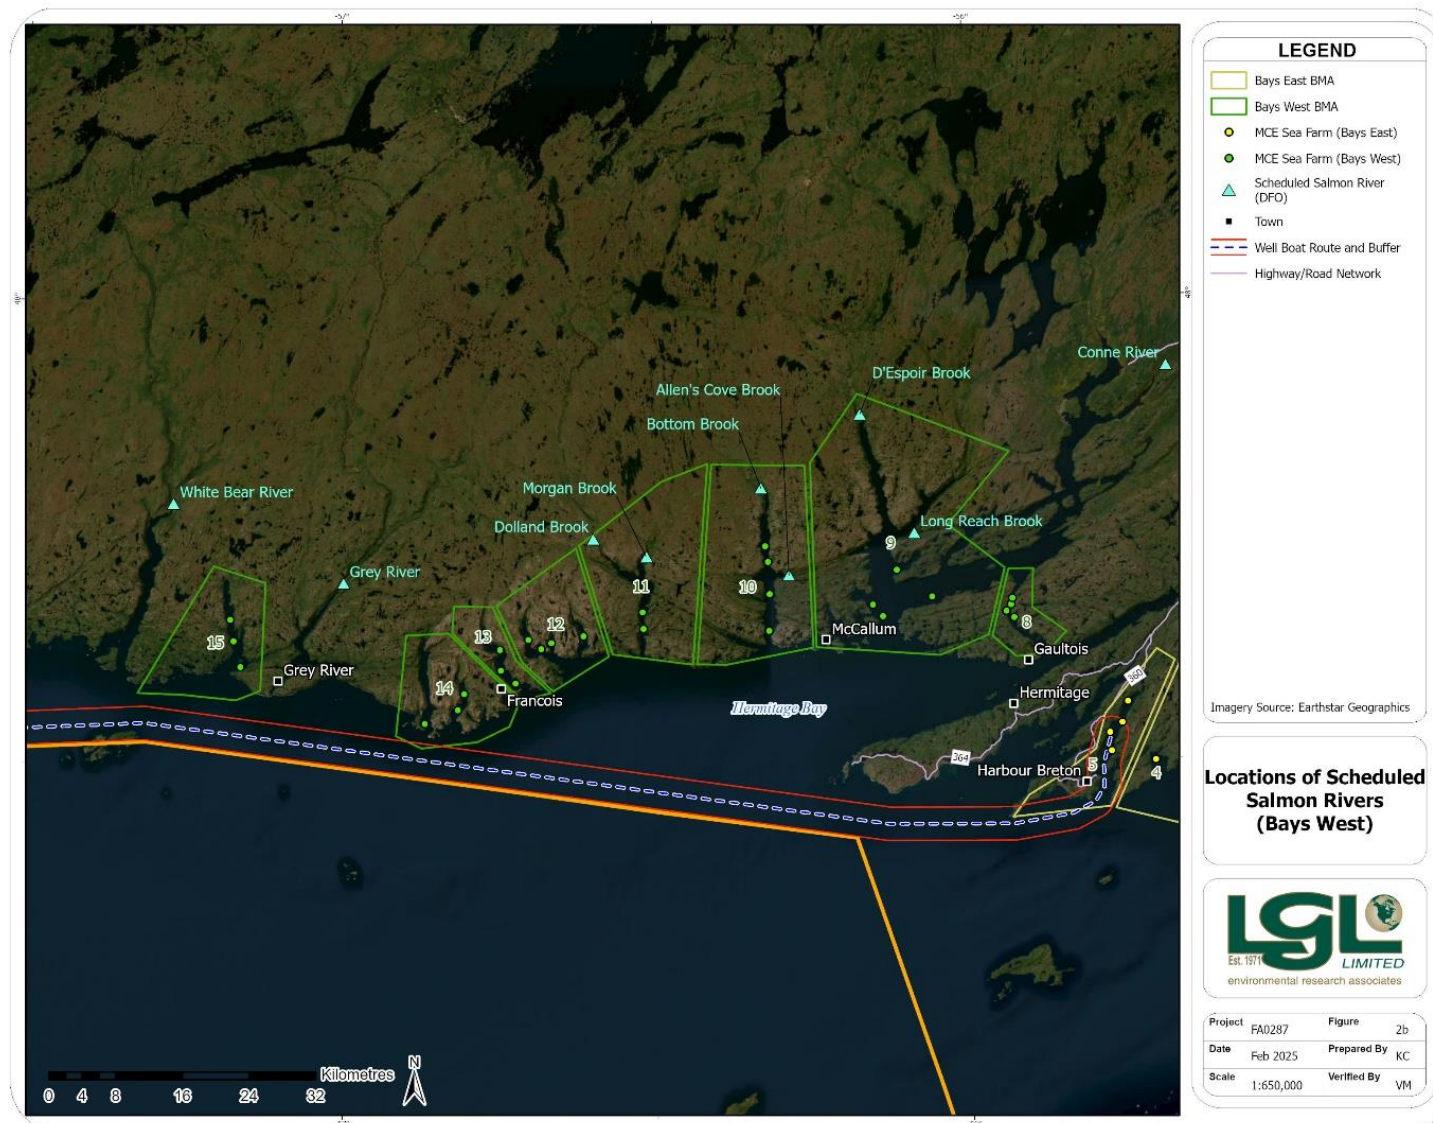 -57°
-56°
48°
48°
Conne River
D'Espoir Brook
Allen's Cove Brook
Bottom Brook
White Bear River
Morgan Brook
Long Reach Brook
Dolland Brook
9
Grey River
11
10
8
12
15
13
McCallum
Gaultois
Grey River
14
Francois
Hermitage
360
Hermitage Bay
364
Harbour Breton
5
4
Kilometres
N
0 4 8 16 24 32
LEGEND
Bays East BMA
Bays West BMA
MCE Sea Farm (Bays East)
MCE Sea Farm (Bays West)
Scheduled Salmon River
(DFO)
Town
Well Boat Route and Buffer
Highway/Road Network
Imagery Source: Earthstar Geographics
Locations of Scheduled
Salmon Rivers
(Bays West)
LGL
Est. 1971
LIMITED
environmental research associates
Project FA0287 Figure 2b
Date Feb 2025 Prepared By KC
Scale 1:650,000 Verified By VM